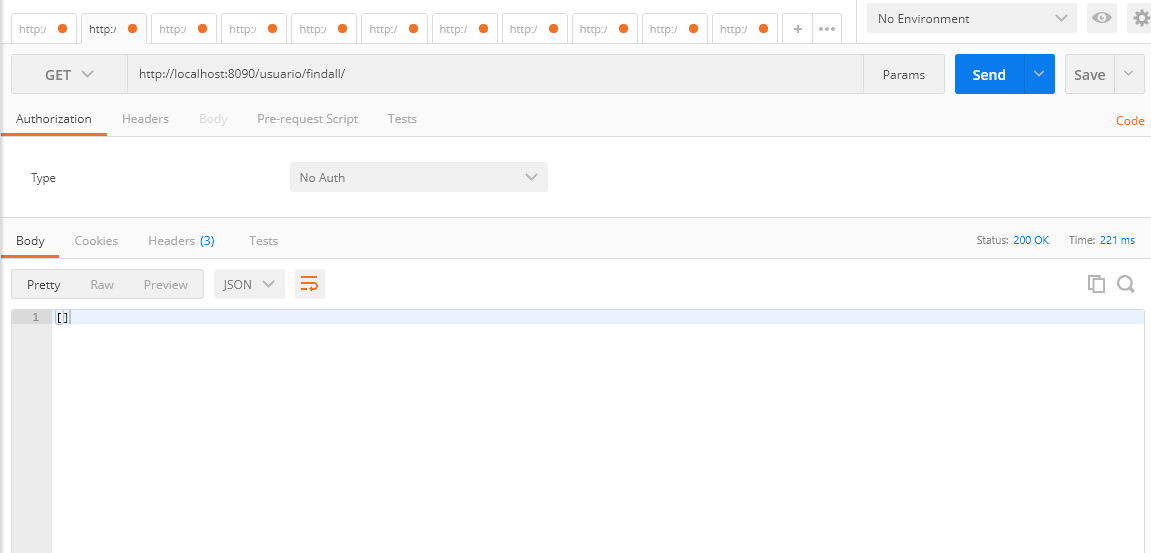 http:/ http:/ http:/ http:/ http:/ http:/ http:/ http:/ http:/ http:/ http:/ + ••• No Environment
GET http://localhost:8090/usuario/findall/ Params Send Save
Authorization Headers Body Pre-request Script Tests Code
Type No Auth
Body Cookies Headers (3) Tests Status: 200 OK Time: 221 ms
Pretty Raw Preview JSON
1 []